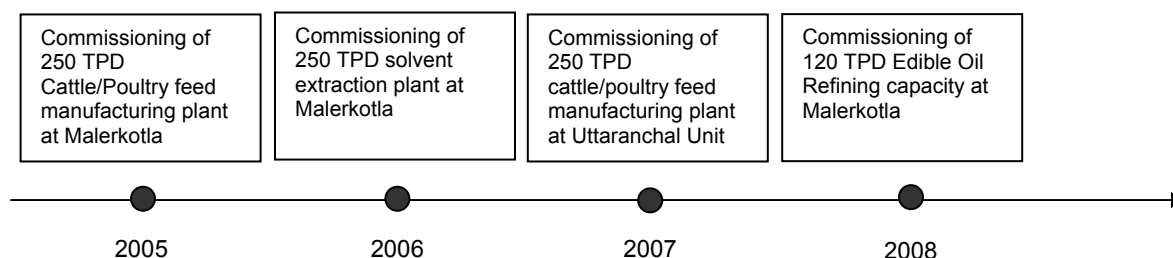 Commissioning of
250 TPD
Cattle/Poultry feed
manufacturing plant
at Malerkotla
Commissioning of
250 TPD solvent
extraction plant at
Malerkotla
Commissioning of
250 TPD
cattle/poultry feed
manufacturing plant
at Uttaranchal Unit
Commissioning of
120 TPD Edible Oil
Refining capacity at
Malerkotla
2005
2006
2007
2008